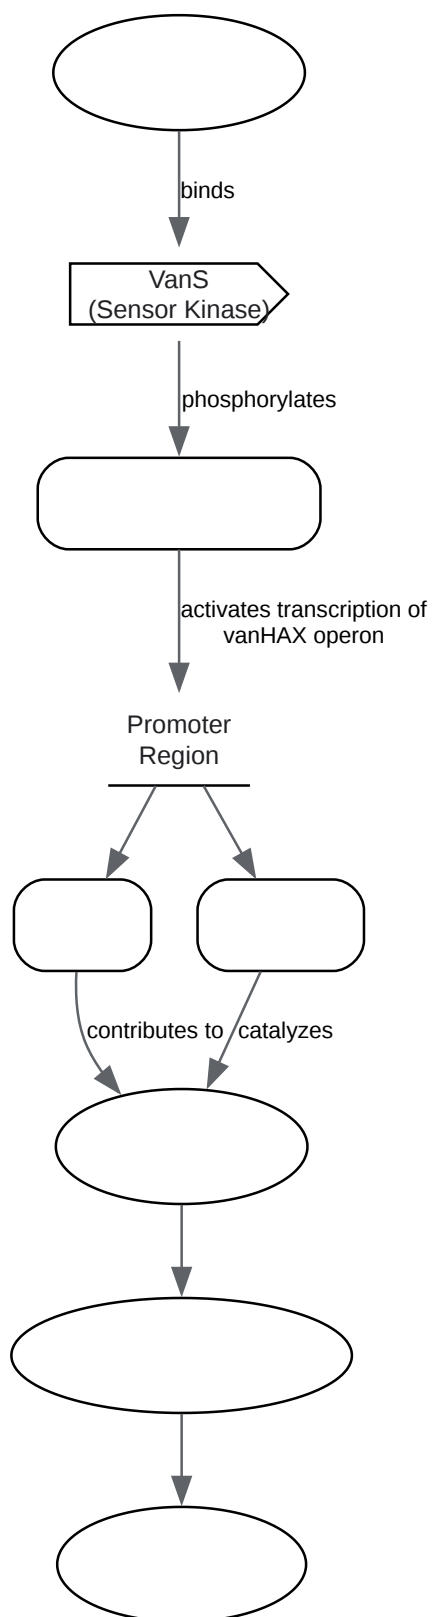 binds
VanS
(Sensor Kinase)
phosphorylates
activates transcription of
vanHAX operon
Promoter
Region
contributes to
catalyzes